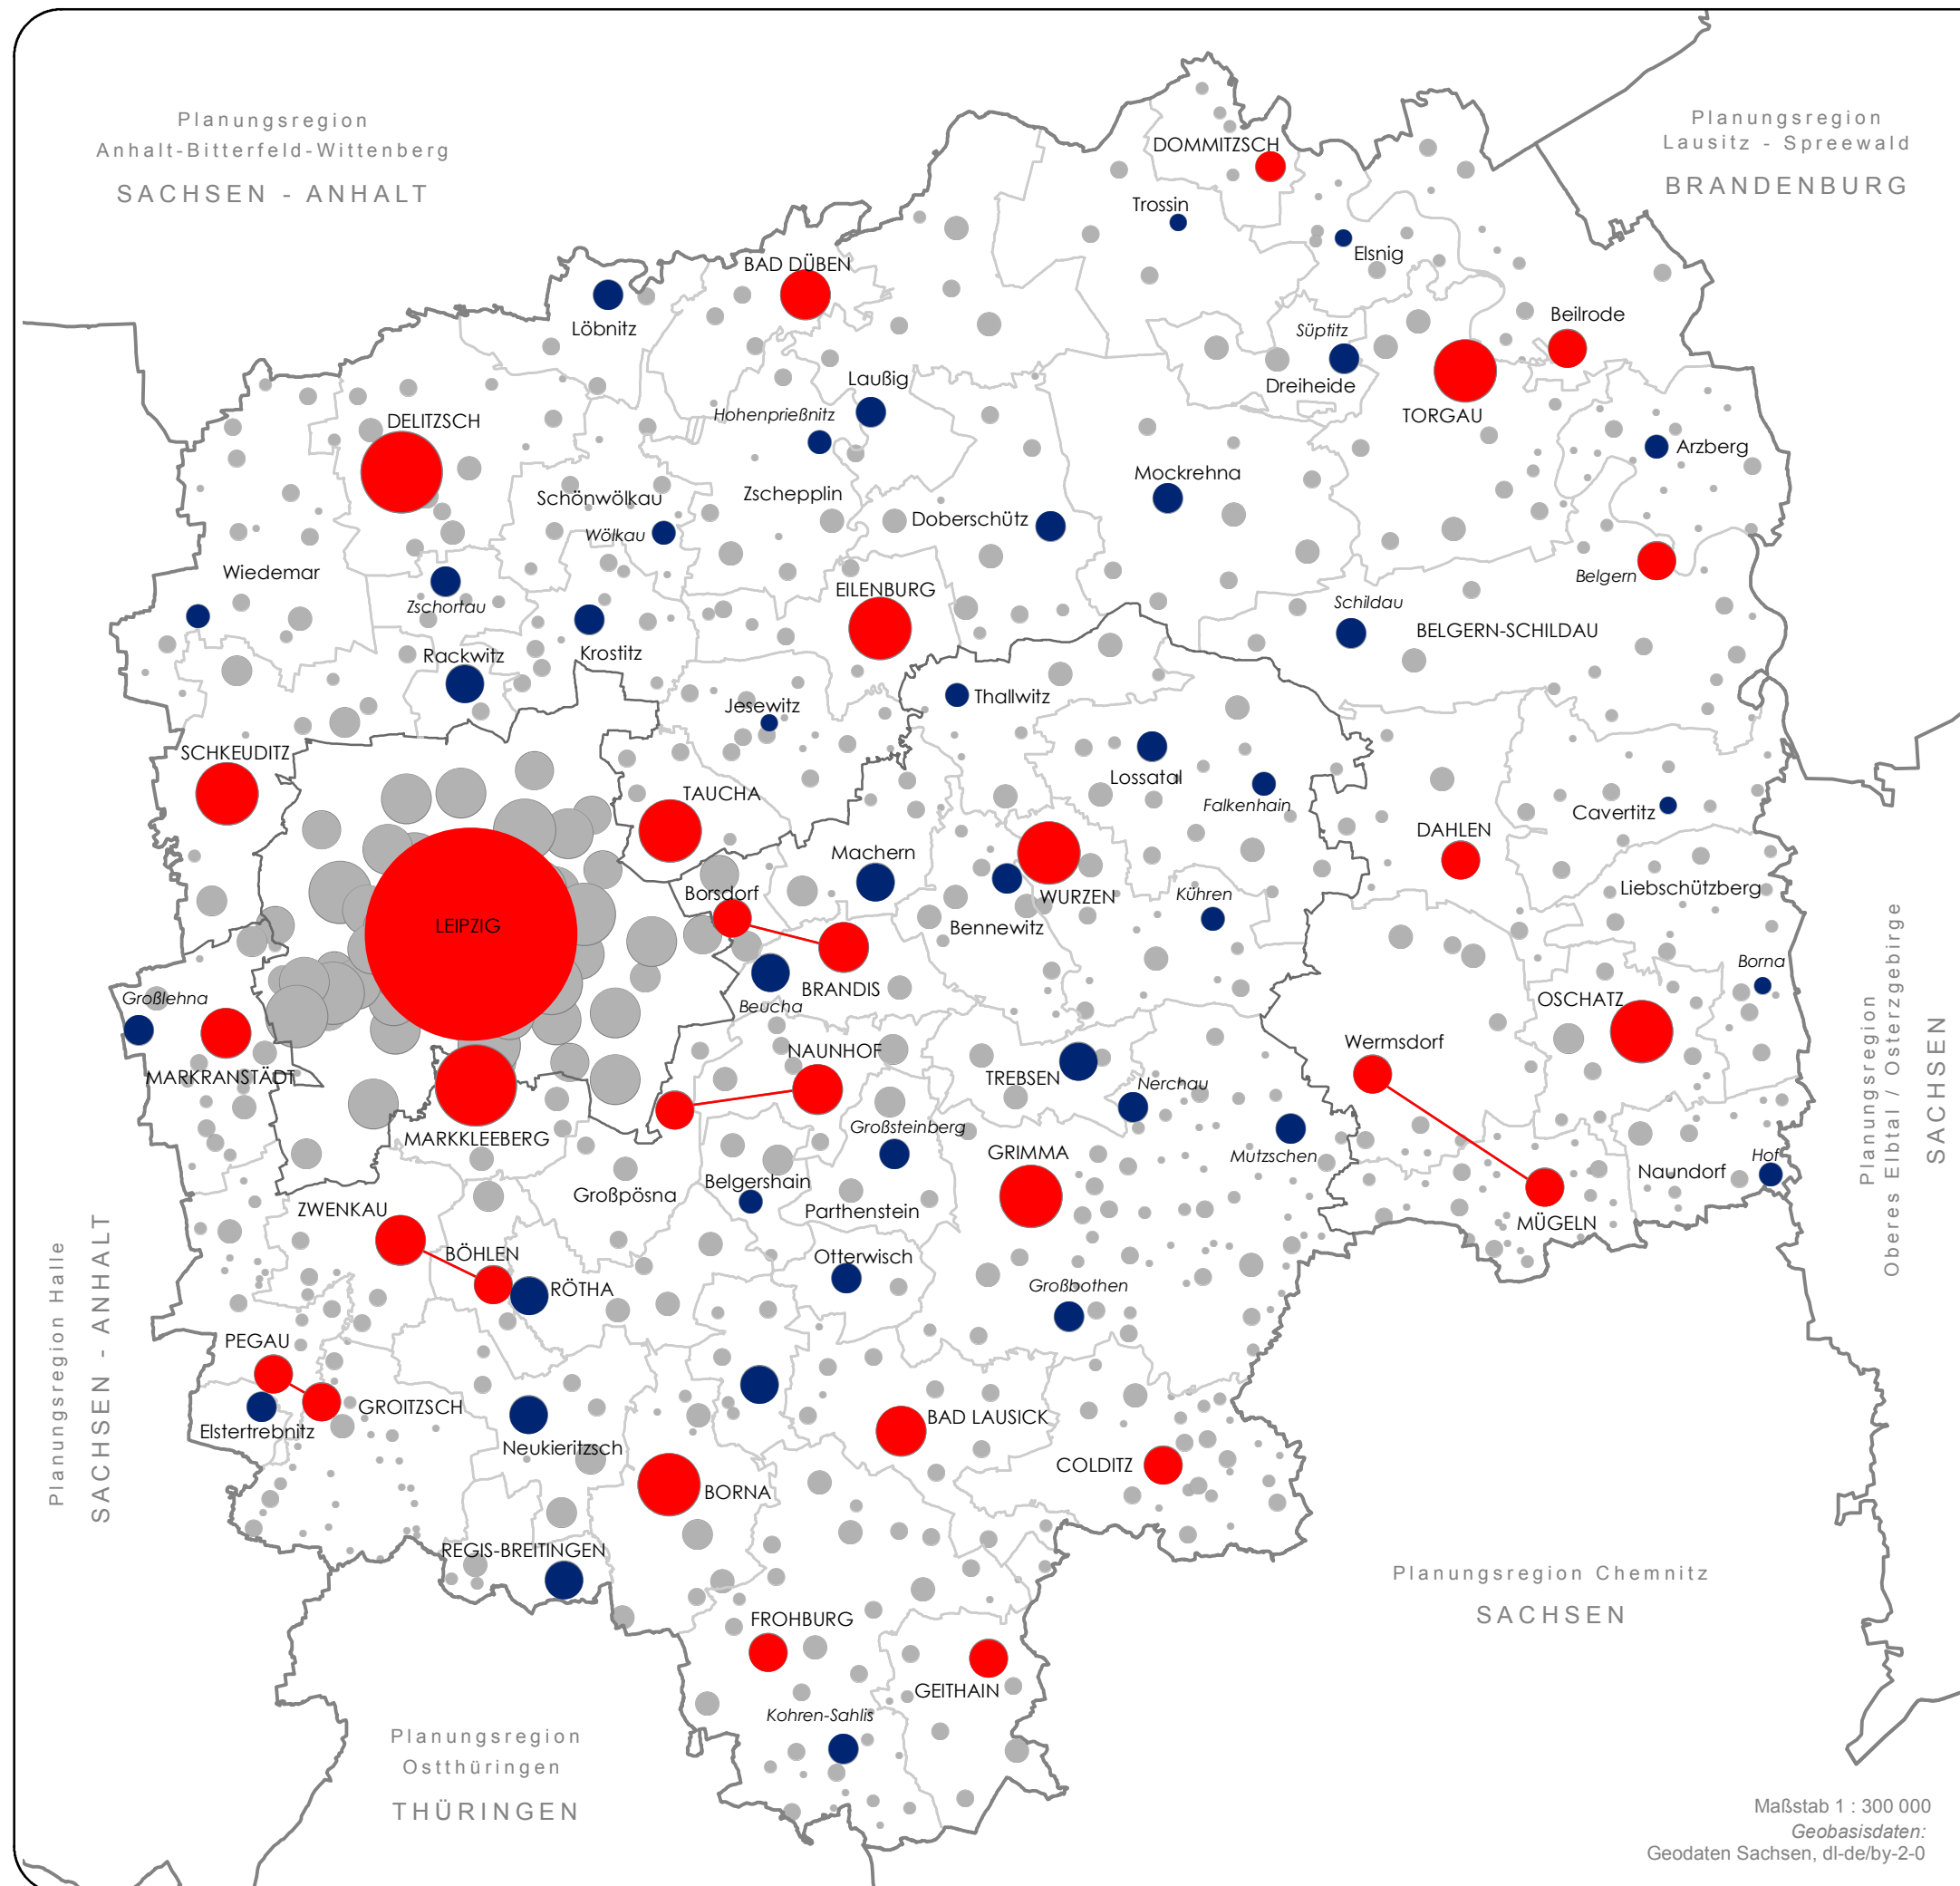 Planungsregion
Anhalt-Bitterfeld-Wittenberg
SACHSEN - ANHALT
Planungsregion
Lausitz - Spreewald
BRANDENBURG
DOMMITZSCH
Trossin
Elsnig
BAD DÜBEN
Löbnitz
Beilrode
Süptitz
Dreiheide
TORGAU
Laußig
Hohenprießnitz
DELITZSCH
Arzberg
Mockrehna
Schönwölkau
Zschepplin
Doberschütz
Wölkau
Wiedemar
Belgern
Zschortau
EILENBURG
Schildau
BELGERN-SCHILDAU
Krostitz
Rackwitz
Thallwitz
Jesewitz
SCHKEUDITZ
Lossatal
TAUCHA
Falkenhain
Cavertitz
DAHLEN
Machern
Borsdorf
Liebschützberg
WURZEN
Kühren
LEIPZIG
Bennewitz
Borna
BRANDIS
Großlehna
Beucha
OSCHATZ
Wermsdorf
NAUNHOF
MARKRANSTÄDT
TREBSEN
Nerchau
Großsteinberg
MARKKLEEBERG
GRIMMA
Mutzschen
Hof
Naundorf
Belgershain
Großpösna
Parthenstein
ZWENKAU
MÜGELN
BÖHLEN
Otterwisch
RÖTHA
Großbothen
PEGAU
GROITZSCH
BAD LAUSICK
Elstertrebnitz
Neukieritzsch
COLDITZ
BORNA
REGIS-BREITINGEN
FROHBURG
GEITHAIN
Kohren-Sahlis
Planungsregion Halle
SACHSEN - ANHALT
Planungsregion
Oberes Elbtal / Osterzgebirge
SACHSEN
Planungsregion Chemnitz
SACHSEN
Planungsregion
Ostthüringen
THÜRINGEN
Maßstab 1 : 300 000
Geobasisdaten:
Geodaten Sachsen, dl-de/by-2-0